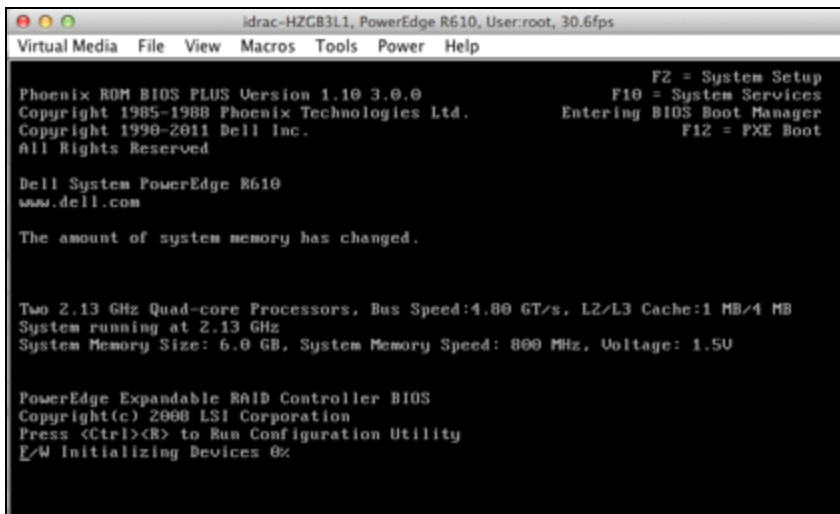 idrac-HZGB3L1, PowerEdge R610, User:root, 30.6fps
Virtual Media File View Macros Tools Power Help
F2 = System Setup
Phoenix ROM BIOS PLUS Version 1.10 3.0.0 F10 = System Services
Copyright 1985-1988 Phoenix Technologies Ltd. Entering BIOS Boot Manager
Copyright 1990-2011 Dell Inc. F12 = PXE Boot
All Rights Reserved
Dell System PowerEdge R610
www.dell.com
The amount of system memory has changed.
Two 2.13 GHz Quad-core Processors, Bus Speed:4.80 GT/s, L2/L3 Cache:1 MB/4 MB
System running at 2.13 GHz
System Memory Size: 6.0 GB, System Memory Speed: 800 MHz, Voltage: 1.5V
PowerEdge Expandable RAID Controller BIOS
Copyright(c) 2008 LSI Corporation
Press <Ctrl><R> to Run Configuration Utility
F/W Initializing Devices 0%